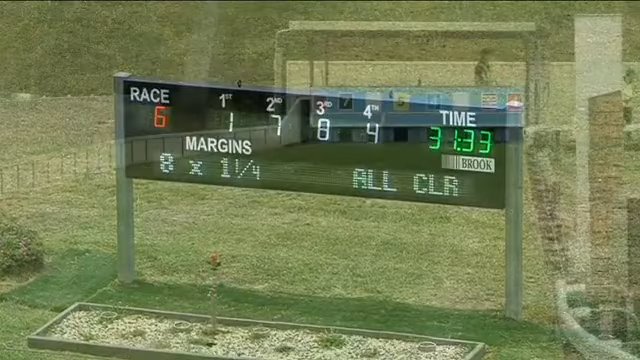 RACE 1ST 2ND 3RD 4TH TIME
6 1 7 8 4 31:33
MARGINS BROOK
8 x 1¼ ALL CLR